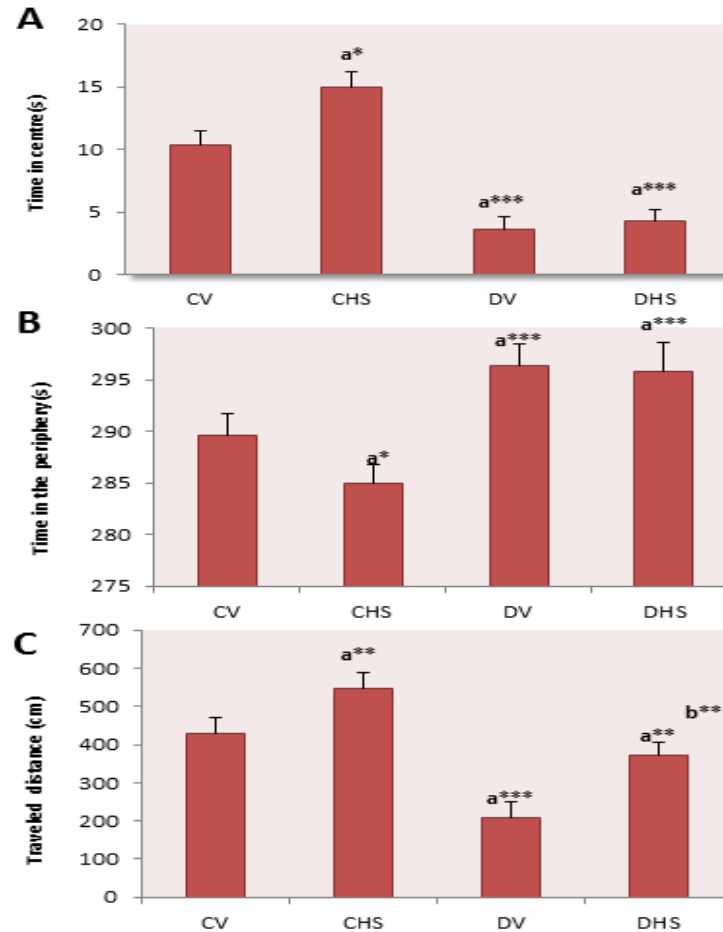 A
Time in centre(s)
20
15
10
5
0
a*
a***
a***
CV CHS DV DHS
B
Time in the periphery(s)
300
295
290
285
280
275
a*
a***
a***
CV CHS DV DHS
C
Traveled distance (cm)
700
600
500
400
300
200
100
0
a**
a***
a**
b**
CV CHS DV DHS